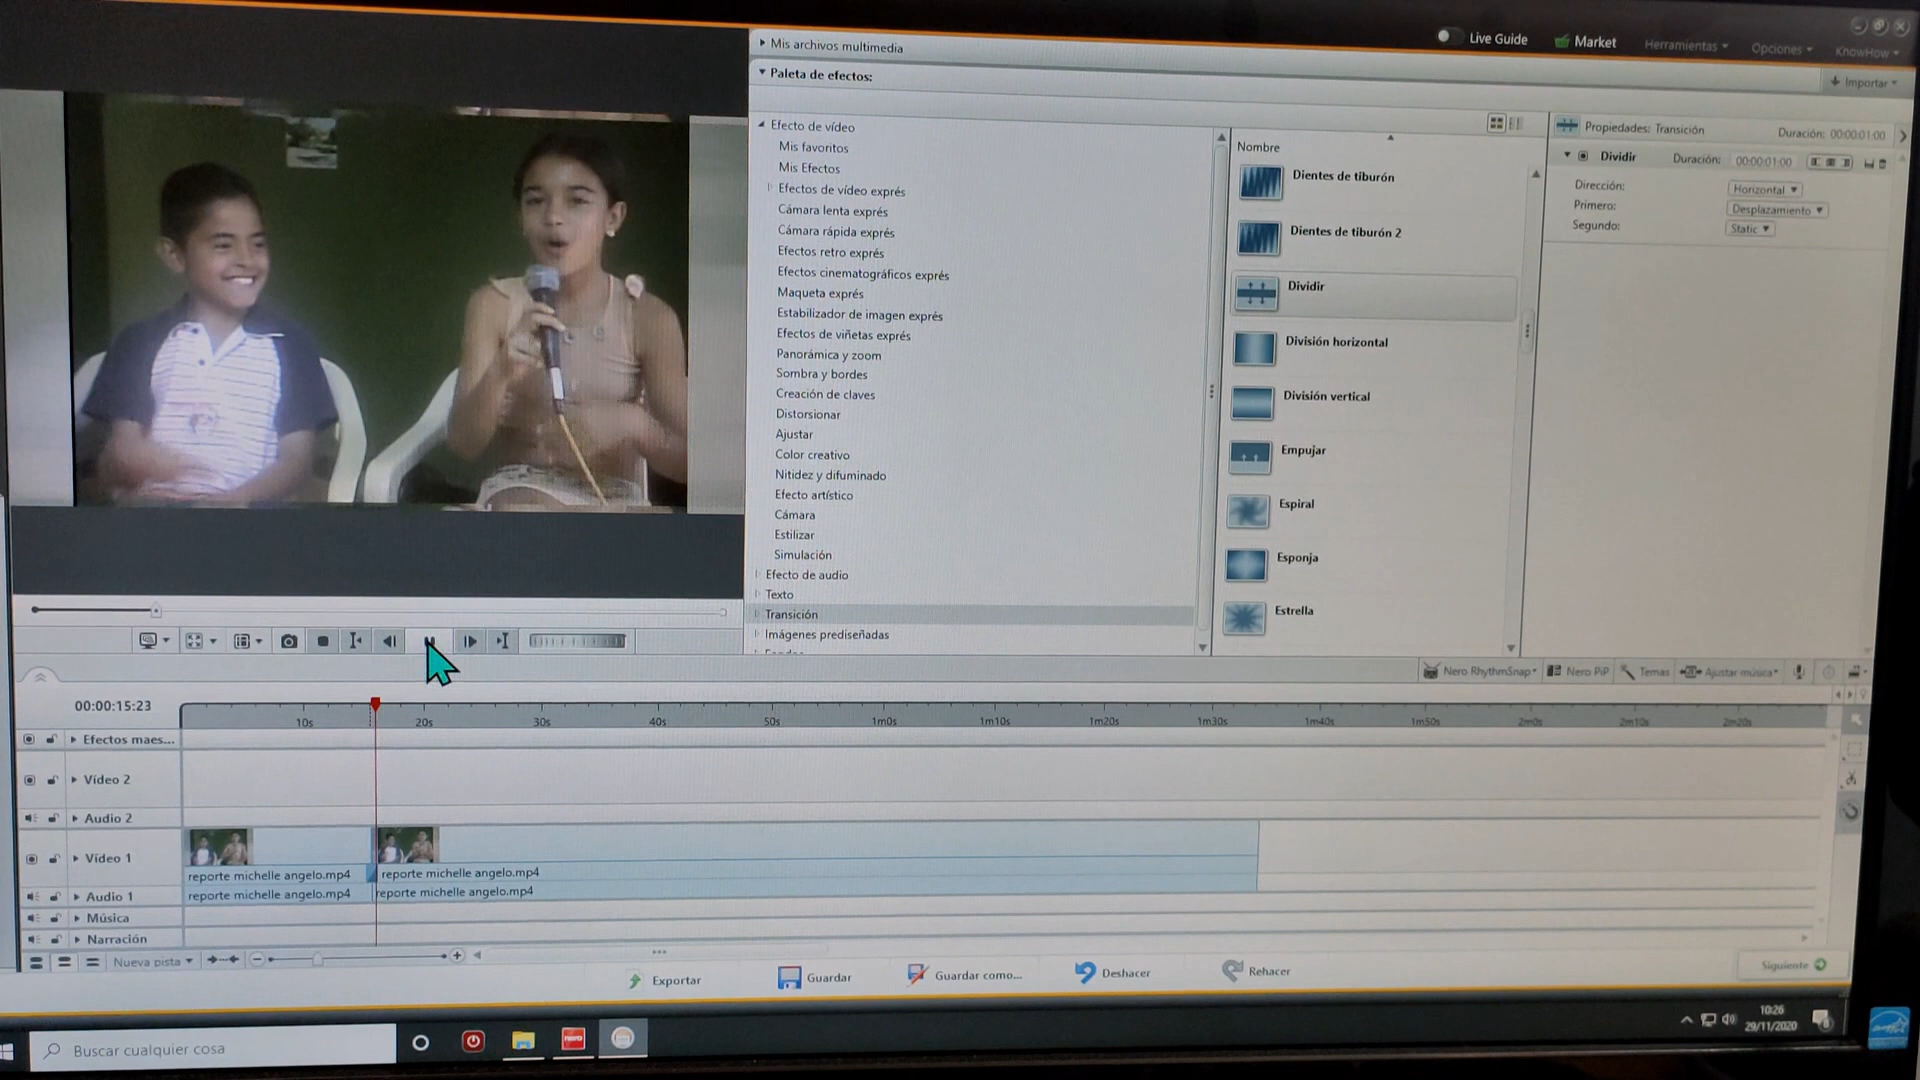 Live Guide
Market
Herramientas
Opciones
KnowHow
Mis archivos multimedia
Importar
Paleta de efectos:
Efecto de vídeo
Mis favoritos
Mis Efectos
Efectos de vídeo exprés
Cámara lenta exprés
Cámara rápida exprés
Efectos retro exprés
Efectos cinematográficos exprés
Maqueta exprés
Estabilizador de imagen exprés
Efectos de viñetas exprés
Panorámica y zoom
Sombra y bordes
Creación de claves
Distorsionar
Ajustar
Color creativo
Nitidez y difuminado
Efecto artístico
Cámara
Estilizar
Simulación
Efecto de audio
Texto
Transición
Imágenes prediseñadas
Nombre
Dientes de tiburón
Dientes de tiburón 2
Dividir
División horizontal
División vertical
Empujar
Espiral
Esponja
Estrella
Propiedades: Transición
Duración: 00:00:01:00
Dividir
Duración: 00:00:01:00
Dirección: Horizontal
Primero: Desplazamiento
Segundo: Static
Nero RhythmSnap
Nero PiP
Temas
Ajustar música
00:00:15:23
10s 20s 30s 40s 50s 1m0s 1m10s 1m20s 1m30s 1m40s 1m50s 2m0s 2m10s 2m20s
Efectos maes...
Vídeo 2
Audio 2
Vídeo 1
reporte michelle angelo.mp4
reporte michelle angelo.mp4
Audio 1
reporte michelle angelo.mp4
reporte michelle angelo.mp4
Música
Narración
Nueva pista
Exportar
Guardar
Guardar como...
Deshacer
Rehacer
Siguiente
Buscar cualquier cosa
nero
10:26
29/11/2020